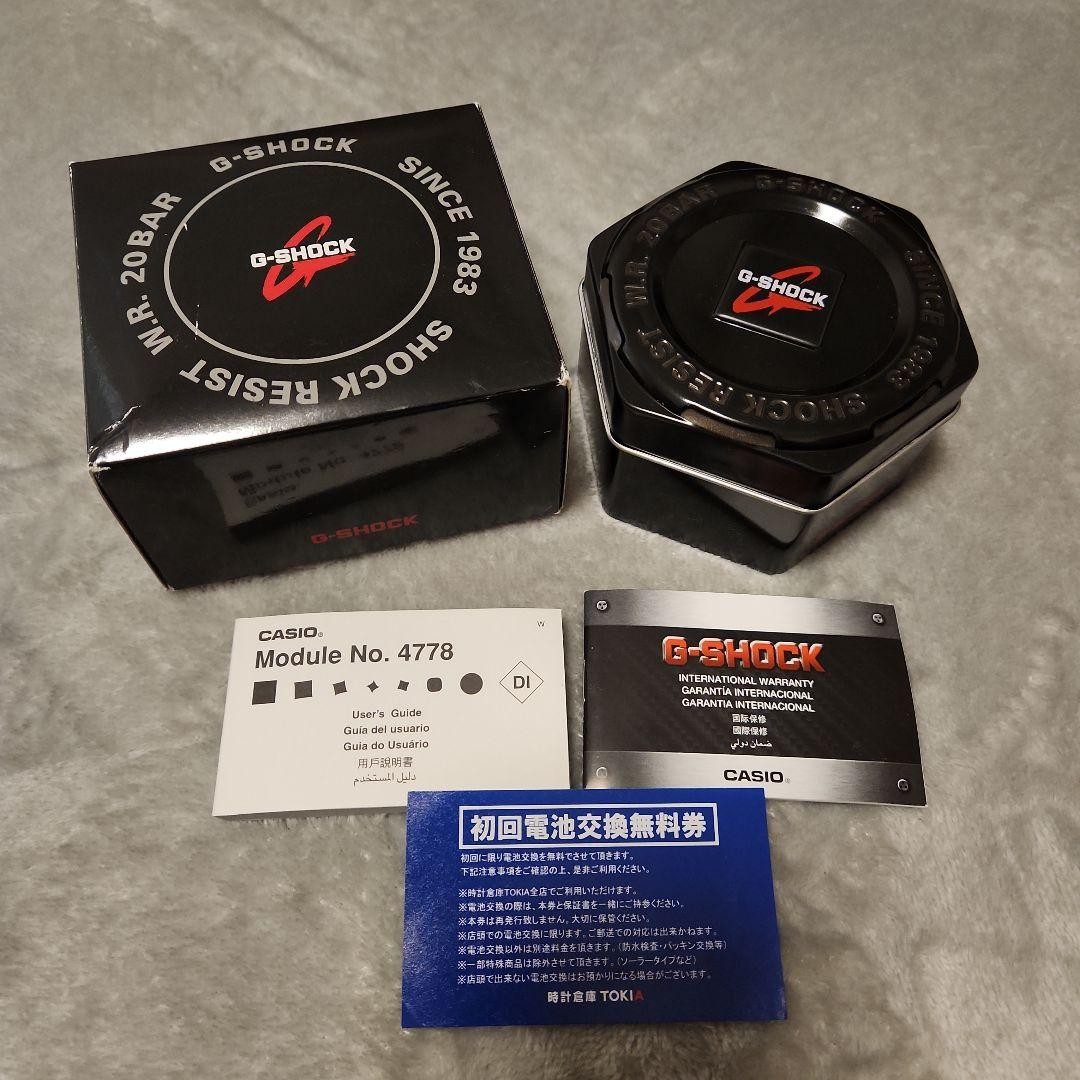 G-SHOCK
SINCE 1983
SHOCK RESIST
W.R. 20BAR
G-SHOCK
G-SHOCK
G-SHOCK
SINCE 1983
SHOCK RESIST
W.R. 20BAR
G-SHOCK
CASIO®
W
Module No. 4778
DI
User's Guide
Guía del usuario
Guia do Usuário
用戶說明書
دليل المستخدم
G-SHOCK
INTERNATIONAL WARRANTY
GARANTÍA INTERNACIONAL
GARANTIA INTERNACIONAL
国际保修
國際保修
ضمان دولي
CASIO®
初回電池交換無料券
初回に限り電池交換を無料でさせて頂きます。
下記注意事項をご確認の上、是非ご利用ください。
※時計倉庫TOKIA全店でご利用いただけます。
※電池交換の際は、本券と保証書を一緒にご持参ください。
※本券は再発行致しません。大切に保管ください。
※店頭での電池交換に限ります。ご郵送での対応は出来かねます。
※電池交換以外は別途料金を頂きます。(防水検査・パッキン交換等)
※一部特殊商品は除外させて頂きます。(ソーラータイプなど)
※店頭で出来ない電池交換はお預かりになる場合がございます。
時計倉庫 TOKIA